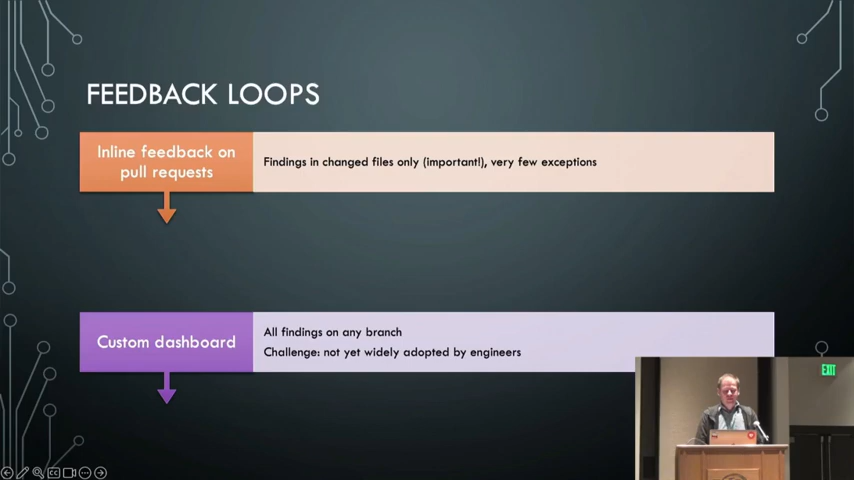 FEEDBACK LOOPS
Inline feedback on
pull requests
Findings in changed files only (important!), very few exceptions
Custom dashboard
All findings on any branch
Challenge: not yet widely adopted by engineers
EXIT
CC